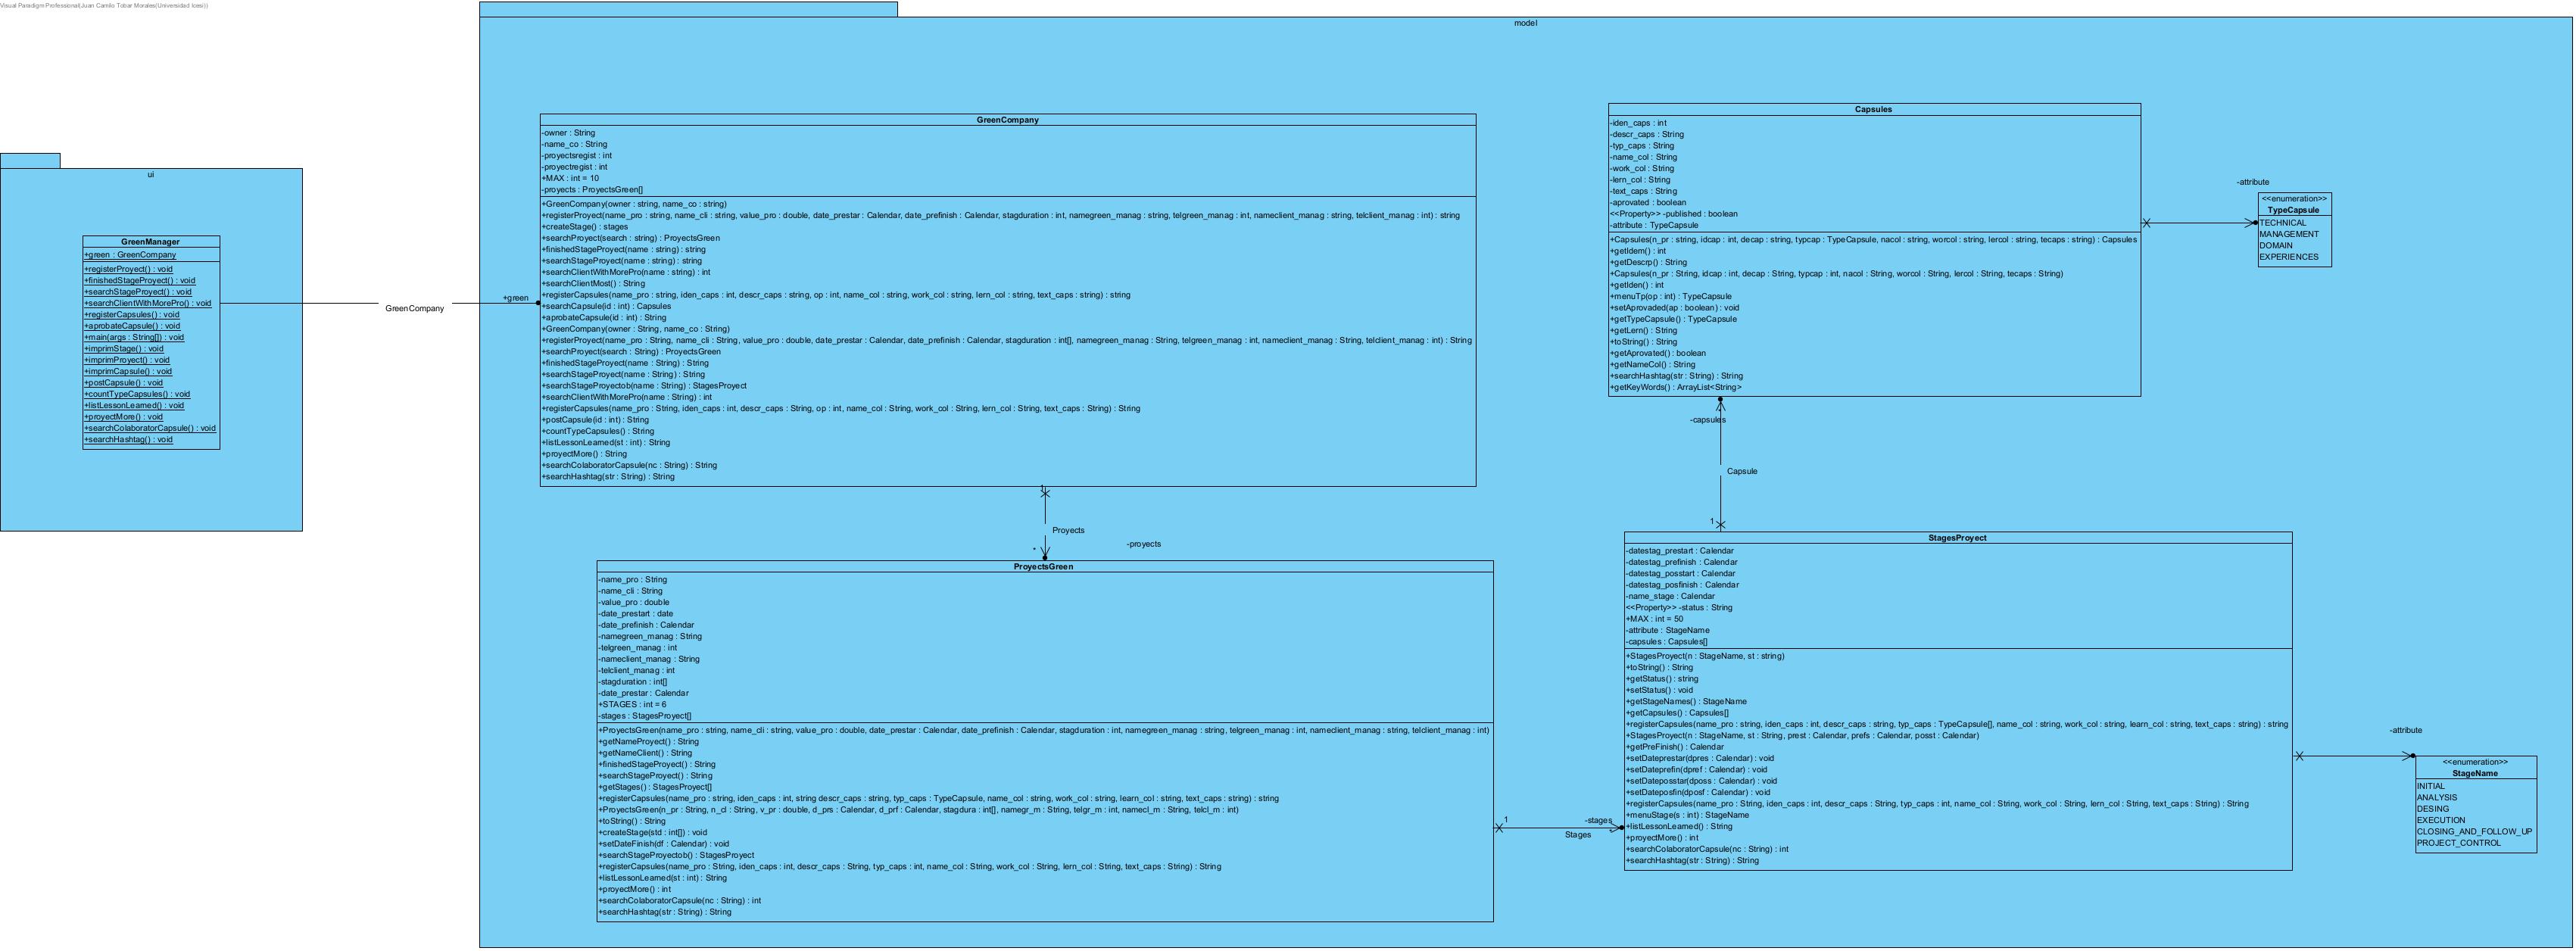 Visual Paradigm Professional(Juan Camilo Tobar Morales(Universidad Icesi))
model
ui
GreenManager
+green : GreenCompany
+registerProyect() : void
+finishedStageProyect() : void
+searchStageProyect() : void
+searchClientWithMorePro() : void
+registerCapsules() : void
+aprobateCapsule() : void
+main(args : String[]) : void
+imprimStage() : void
+imprimProyect() : void
+imprimCapsule() : void
+postCapsule() : void
+countTypeCapsules() : void
+listLessonLearned() : void
+proyectMore() : void
+searchColaboratorCapsule() : void
+searchHashtag() : void
GreenCompany
+green
GreenCompany
-owner : String
-name_co : String
-proyectsregist : int
-proyectregist : int
+MAX : int = 10
-proyects : ProyectsGreen[]
+GreenCompany(owner : string, name_co : string)
+registerProyect(name_pro : string, name_cli : string, value_pro : double, date_prestar : Calendar, date_prefinish : Calendar, stagduration : int, namegreen_manag : string, telgreen_manag : int, nameclient_manag : string, telclient_manag : int) : string
+createStage() : stages
+searchProyect(search : string) : ProyectsGreen
+finishedStageProyect(name : string) : string
+searchStageProyect(name : string) : string
+searchClientWithMorePro(name : string) : int
+searchClientMost() : String
+registerCapsules(name_pro : string, iden_caps : int, descr_caps : string, op : int, name_col : string, work_col : string, lern_col : string, text_caps : string) : string
+searchCapsule(id : int) : Capsules
+aprobateCapsule(id : int) : String
+GreenCompany(owner : String, name_co : String)
+registerProyect(name_pro : String, name_cli : String, value_pro : double, date_prestar : Calendar, date_prefinish : Calendar, stagduration : int[], namegreen_manag : String, telgreen_manag : int, nameclient_manag : String, telclient_manag : int) : String
+searchProyect(search : String) : ProyectsGreen
+finishedStageProyect(name : String) : String
+searchStageProyect(name : String) : String
+searchStageProyectob(name : String) : StagesProyect
+searchClientWithMorePro(name : String) : int
+registerCapsules(name_pro : String, iden_caps : int, descr_caps : String, op : int, name_col : String, work_col : String, lern_col : String, text_caps : String) : String
+postCapsule(id : int) : String
+countTypeCapsules() : String
+listLessonLearned(st : int) : String
+proyectMore() : String
+searchColaboratorCapsule(nc : String) : String
+searchHashtag(str : String) : String
1
Proyects
*
-proyects
ProyectsGreen
-name_pro : String
-name_cli : String
-value_pro : double
-date_prestart : date
-date_prefinish : Calendar
-namegreen_manag : String
-telgreen_manag : int
-nameclient_manag : String
-telclient_manag : int
-stagduration : int[]
-date_prestar : Calendar
+STAGES : int = 6
-stages : StagesProyect[]
+ProyectsGreen(name_pro : string, name_cli : string, value_pro : double, date_prestar : Calendar, date_prefinish : Calendar, stagduration : int, namegreen_manag : string, telgreen_manag : int, nameclient_manag : string, telclient_manag : int)
+getNameProyect() : String
+getNameClient() : String
+finishedStageProyect() : String
+searchStageProyect() : String
+getStages() : StagesProyect[]
+registerCapsules(name_pro : string, iden_caps : int, string descr_caps : string, typ_caps : TypeCapsule, name_col : string, work_col : string, learn_col : string, text_caps : string) : string
+ProyectsGreen(n_pr : String, n_cl : String, v_pr : double, d_prs : Calendar, d_prf : Calendar, stagdura : int[], namegr_m : String, telgr_m : int, namecl_m : String, telcl_m : int)
+toString() : String
+createStage(std : int[]) : void
+setDateFinish(df : Calendar) : void
+searchStageProyectob() : StagesProyect
+registerCapsules(name_pro : String, iden_caps : int, descr_caps : String, typ_caps : int, name_col : String, work_col : String, lern_col : String, text_caps : String) : String
+listLessonLearned(st : int) : String
+proyectMore() : int
+searchColaboratorCapsule(nc : String) : int
+searchHashtag(str : String) : String
1
-stages
Stages
Capsules
-iden_caps : int
-descr_caps : String
-typ_caps : String
-name_col : String
-work_col : String
-lern_col : String
-text_caps : String
-aprovated : boolean
<<Property>> -published : boolean
-attribute : TypeCapsule
+Capsules(n_pr : string, idcap : int, decap : string, typcap : TypeCapsule, nacol : string, worcol : string, lercol : string, tecaps : string) : Capsules
+getIdem() : int
+getDescrp() : String
+Capsules(n_pr : String, idcap : int, decap : String, typcap : int, nacol : String, worcol : String, lercol : String, tecaps : String)
+getIden() : int
+menuTp(op : int) : TypeCapsule
+setAprovaded(ap : boolean) : void
+getTypeCapsule() : TypeCapsule
+getLern() : String
+toString() : String
+getAprovated() : boolean
+getNameCol() : String
+searchHashtag(str : String) : String
+getKeyWords() : ArrayList<String>
-attribute
<<enumeration>>
TypeCapsule
TECHNICAL
MANAGEMENT
DOMAIN
EXPERIENCES
-capsules
Capsule
1
StagesProyect
-datestag_prestart : Calendar
-datestag_prefinish : Calendar
-datestag_posstart : Calendar
-datestag_posfinish : Calendar
-name_stage : Calendar
<<Property>> -status : String
+MAX : int = 50
-attribute : StageName
-capsules : Capsules[]
+StagesProyect(n : StageName, st : string)
+toString() : String
+getStatus() : string
+setStatus() : void
+getStageNames() : StageName
+getCapsules() : Capsules[]
+registerCapsules(name_pro : string, iden_caps : int, descr_caps : string, typ_caps : TypeCapsule[], name_col : string, work_col : string, learn_col : string, text_caps : string) : string
+StagesProyect(n : StageName, st : String, prest : Calendar, prefs : Calendar, posst : Calendar)
+getPreFinish() : Calendar
+setDateprestar(dpres : Calendar) : void
+setDateprefin(dpref : Calendar) : void
+setDateposstar(dposs : Calendar) : void
+setDateposfin(dposf : Calendar) : void
+registerCapsules(name_pro : String, iden_caps : int, descr_caps : String, typ_caps : int, name_col : String, work_col : String, lern_col : String, text_caps : String) : String
+menuStage(s : int) : StageName
+listLessonLearned() : String
+proyectMore() : int
+searchColaboratorCapsule(nc : String) : int
+searchHashtag(str : String) : String
-attribute
<<enumeration>>
StageName
INITIAL
ANALYSIS
DESING
EXECUTION
CLOSING_AND_FOLLOW_UP
PROJECT_CONTROL